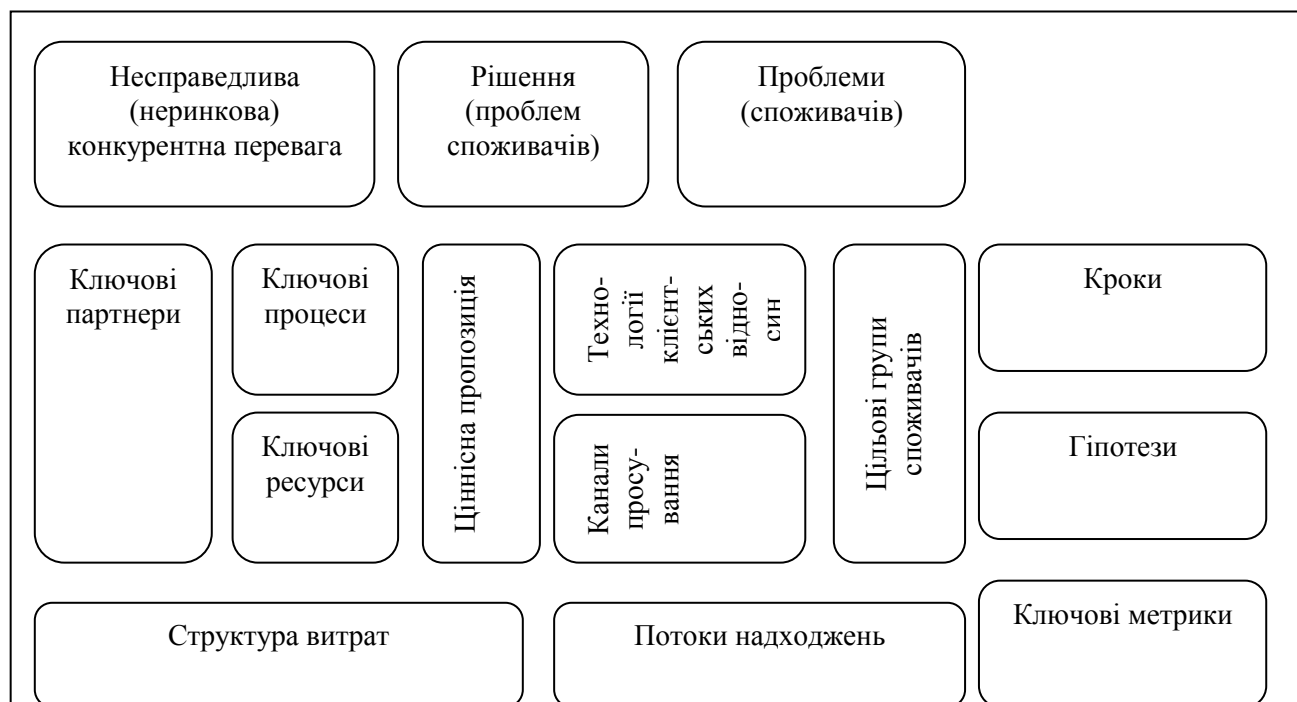 Несправедлива
(неринкова)
конкурентна перевага
Рішення
(проблем
споживачів)
Проблеми
(споживачів)
Ключові
партнери
Ключові
процеси
Ключові
ресурси
Ціннісна пропозиція
Техно-
логії
клієнт-
ських
відно-
син
Канали
просу-
вання
Цільові групи
споживачів
Кроки
Гіпотези
Ключові метрики
Структура витрат
Потоки надходжень